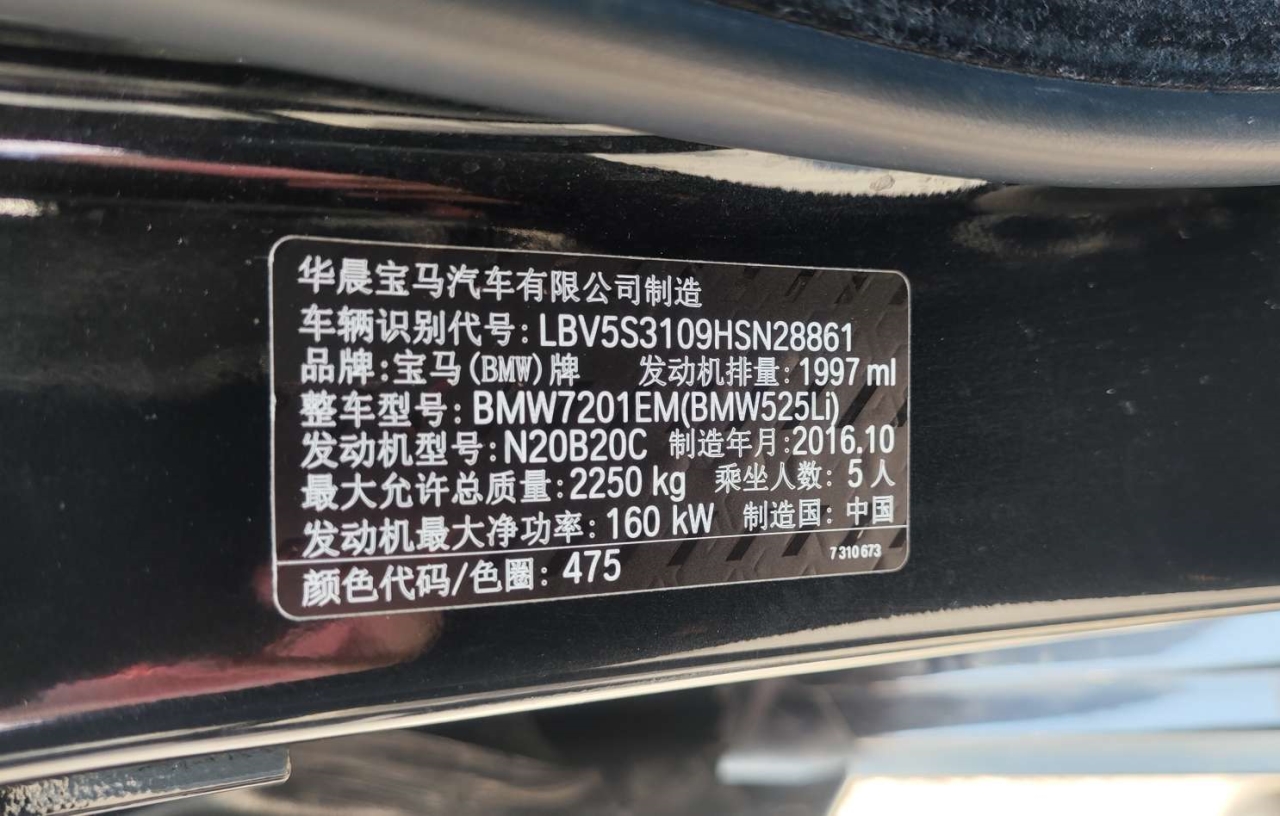 华晨宝马汽车有限公司制造
车辆识别代号: LBV5S3109HSN28861
品牌:宝马(BMW)牌 发动机排量: 1997 ml
整车型号: BMW7201EM(BMW525Li)
发动机型号: N20B20C 制造年月:2016.10
最大允许总质量:2250 kg 乘坐人数: 5 人
发动机最大净功率: 160 kW 制造国: 中国
7 310 673
颜色代码/色圈: 475